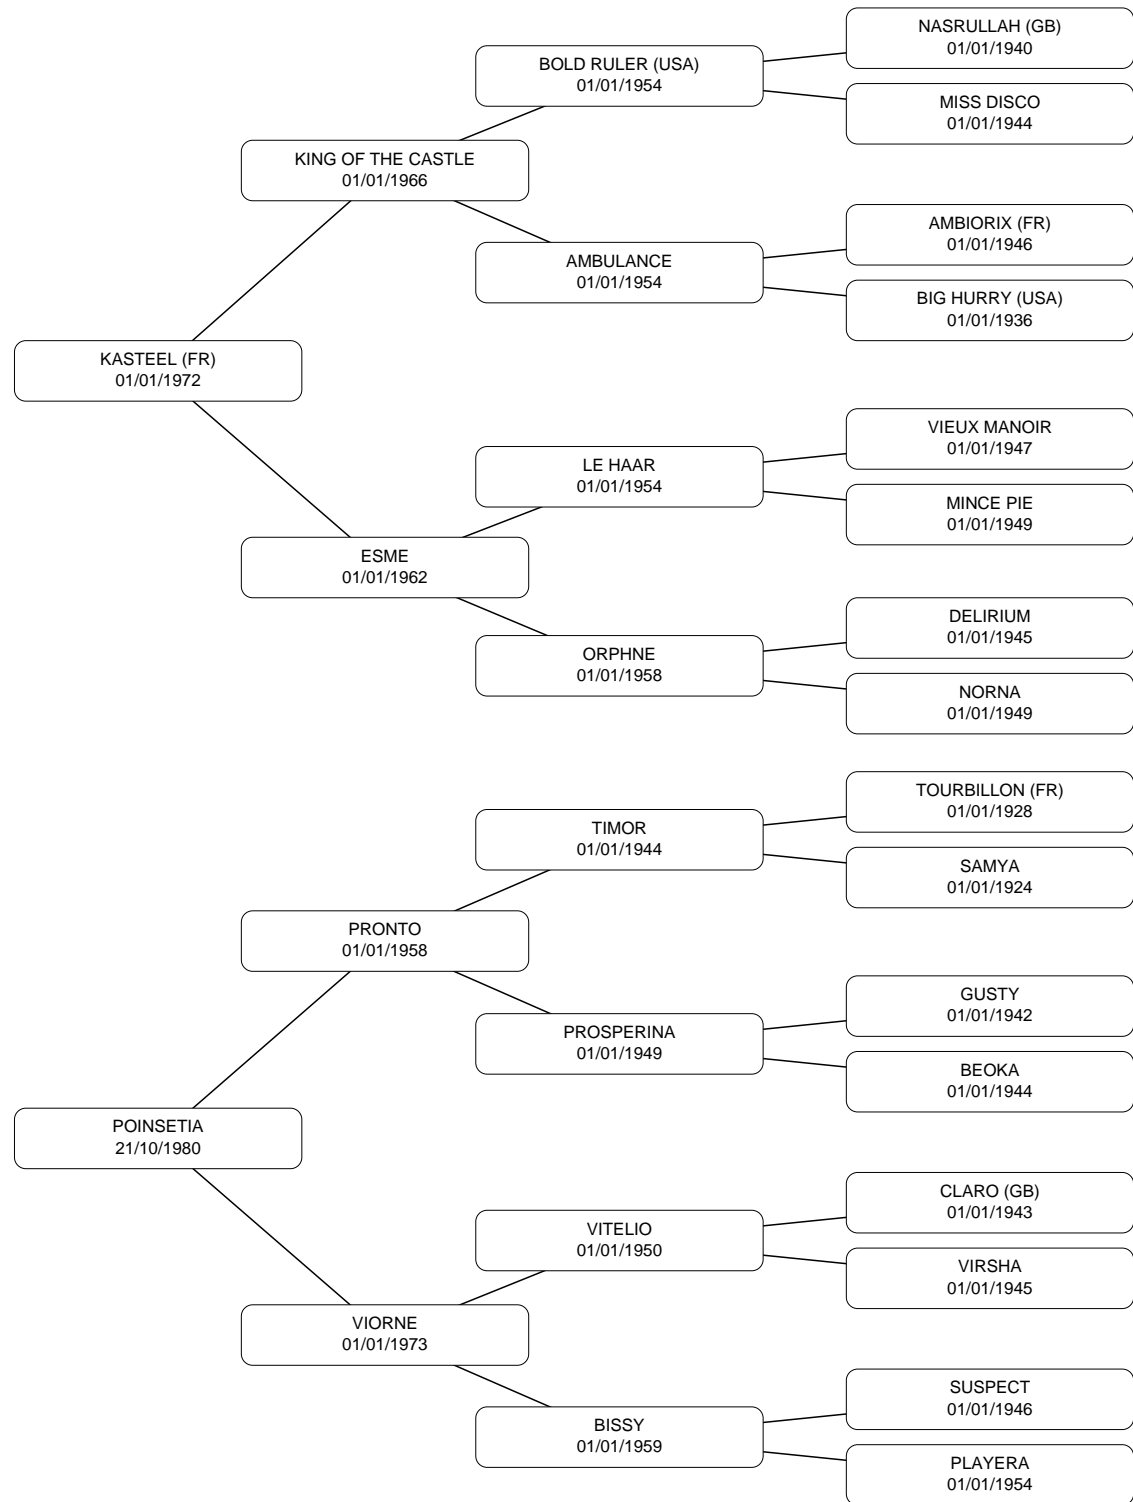 NASRULLAH (GB)
01/01/1940
BOLD RULER (USA)
01/01/1954
MISS DISCO
01/01/1944
KING OF THE CASTLE
01/01/1966
AMBIORIX (FR)
01/01/1946
AMBULANCE
01/01/1954
BIG HURRY (USA)
01/01/1936
KASTEEL (FR)
01/01/1972
VIEUX MANOIR
01/01/1947
LE HAAR
01/01/1954
MINCE PIE
01/01/1949
ESME
01/01/1962
DELIRIUM
01/01/1945
ORPHNE
01/01/1958
NORNA
01/01/1949
TOURBILLON (FR)
01/01/1928
TIMOR
01/01/1944
SAMYA
01/01/1924
PRONTO
01/01/1958
GUSTY
01/01/1942
PROSPERINA
01/01/1949
BEOKA
01/01/1944
POINSETIA
21/10/1980
CLARO (GB)
01/01/1943
VITELIO
01/01/1950
VIRSHA
01/01/1945
VIORNE
01/01/1973
SUSPECT
01/01/1946
BISSY
01/01/1959
PLAYERA
01/01/1954